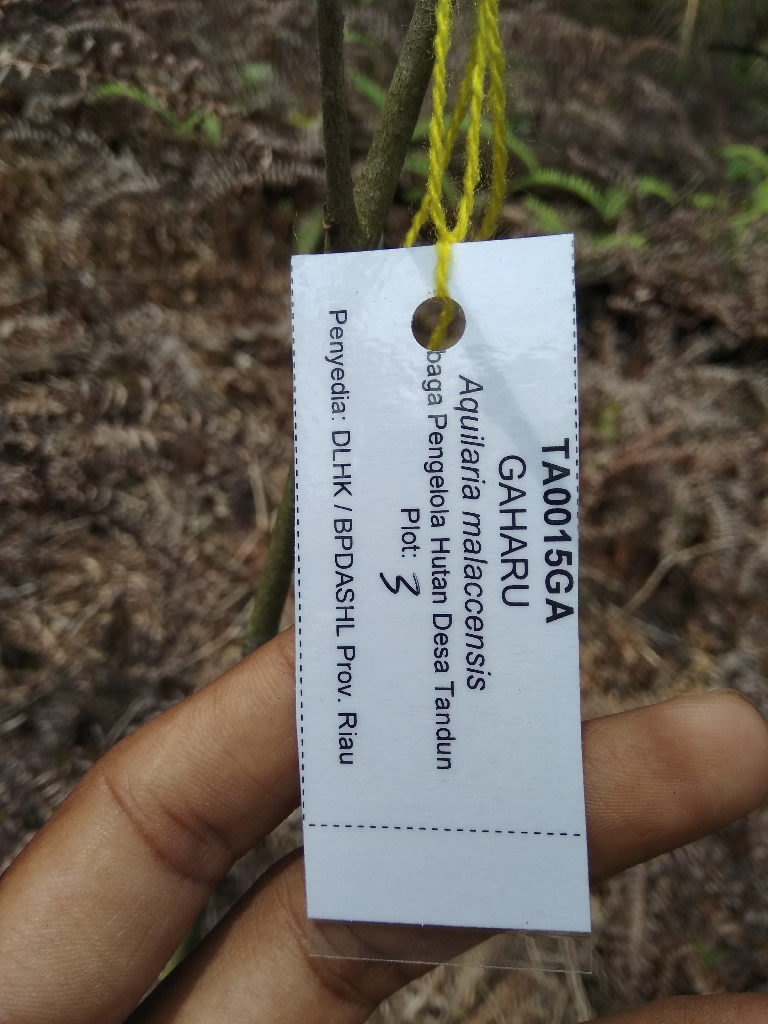 TA0015GA
GAHARU
Aquilaria malaccensis
baga Pengelola Hutan Desa Tandun
Plot: 3
Penyedia: DLHK / BPDASHL Prov. Riau